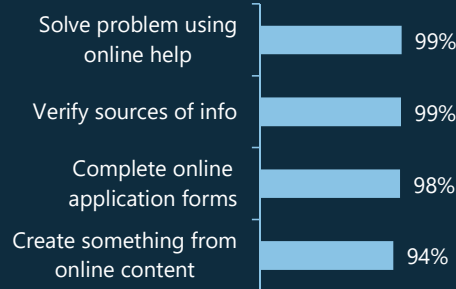 Solve problem using
online help
99%
Verify sources of info
99%
Complete online
application forms
98%
Create something from
online content
94%